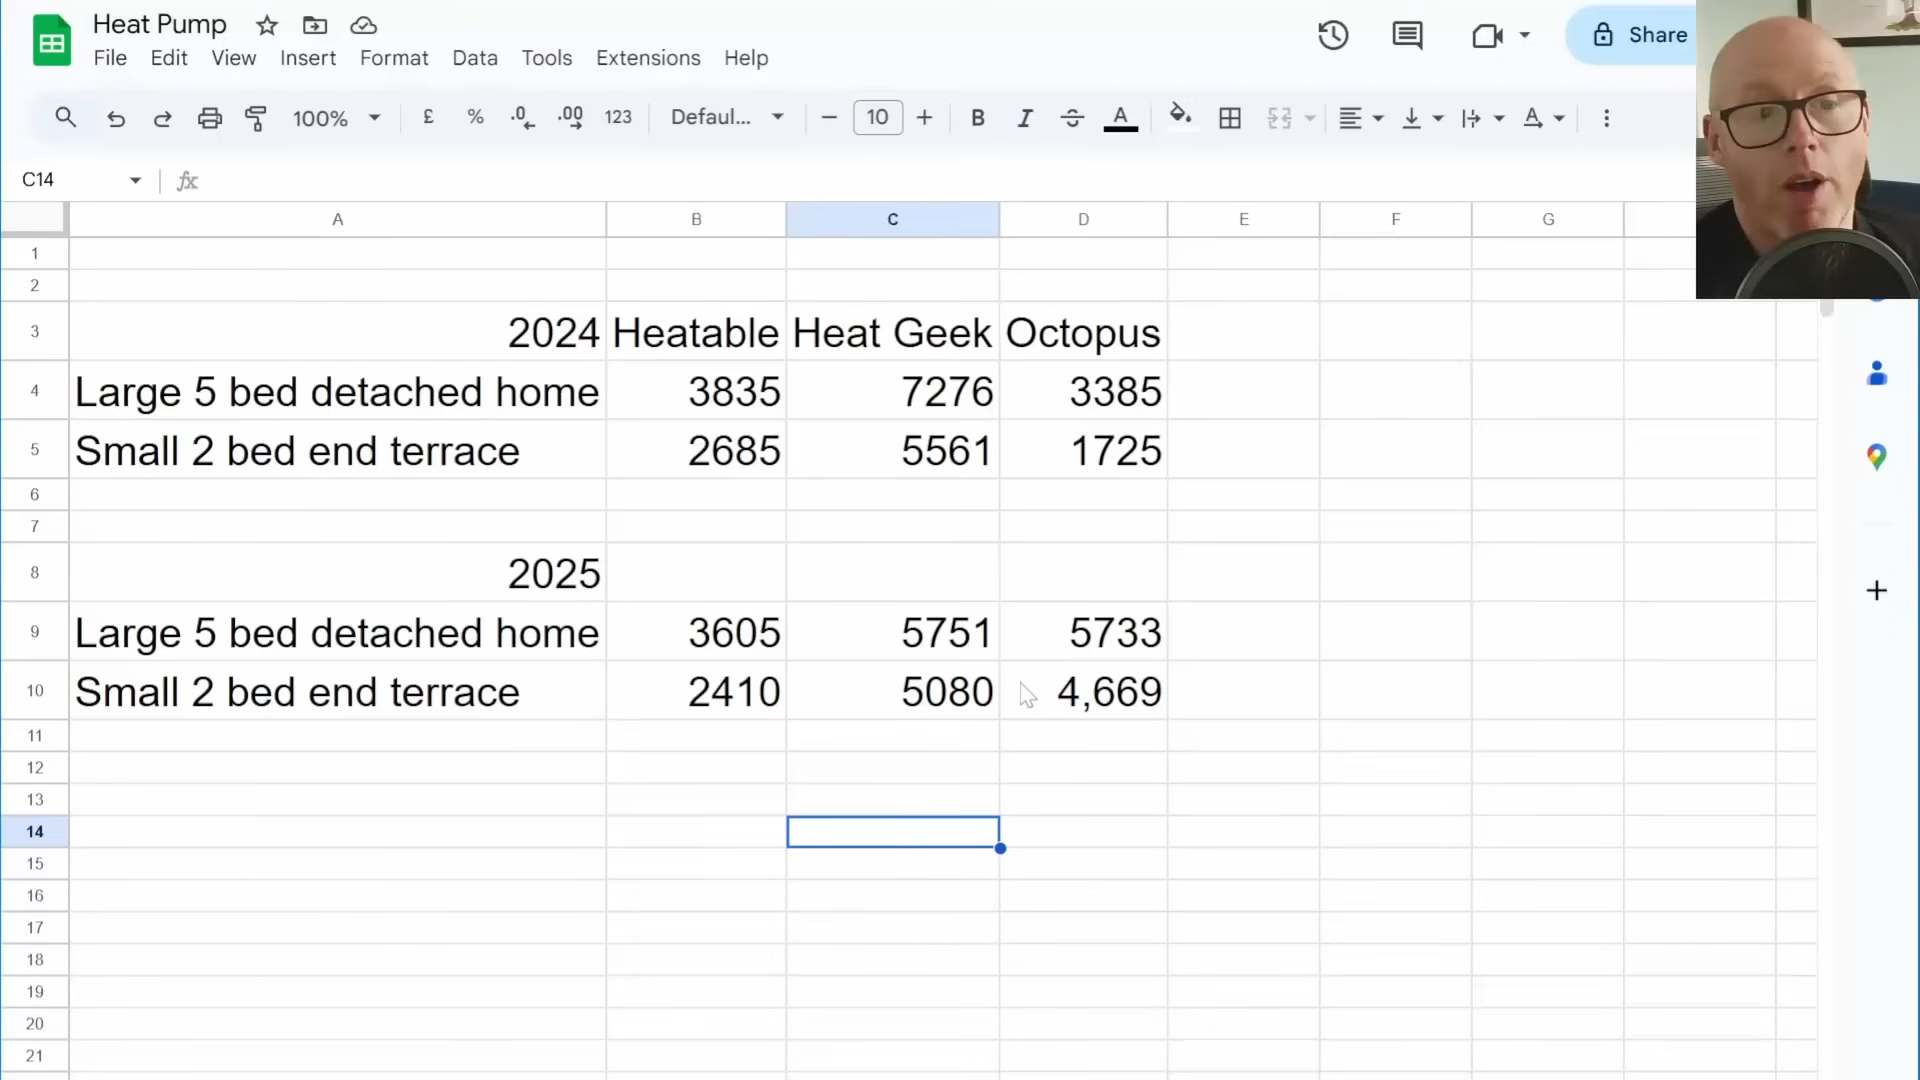 Heat Pump
File Edit View Insert Format Data Tools Extensions Help
Share
100% £ % .0 .00 123 Defaul... 10 B I A A
C14 fx
A B C D E F G
1
2
3 2024 Heatable Heat Geek Octopus
4 Large 5 bed detached home 3835 7276 3385
5 Small 2 bed end terrace 2685 5561 1725
6
7
8 2025
9 Large 5 bed detached home 3605 5751 5733
10 Small 2 bed end terrace 2410 5080 4,669
11
12
13
14
15
16
17
18
19
20
21